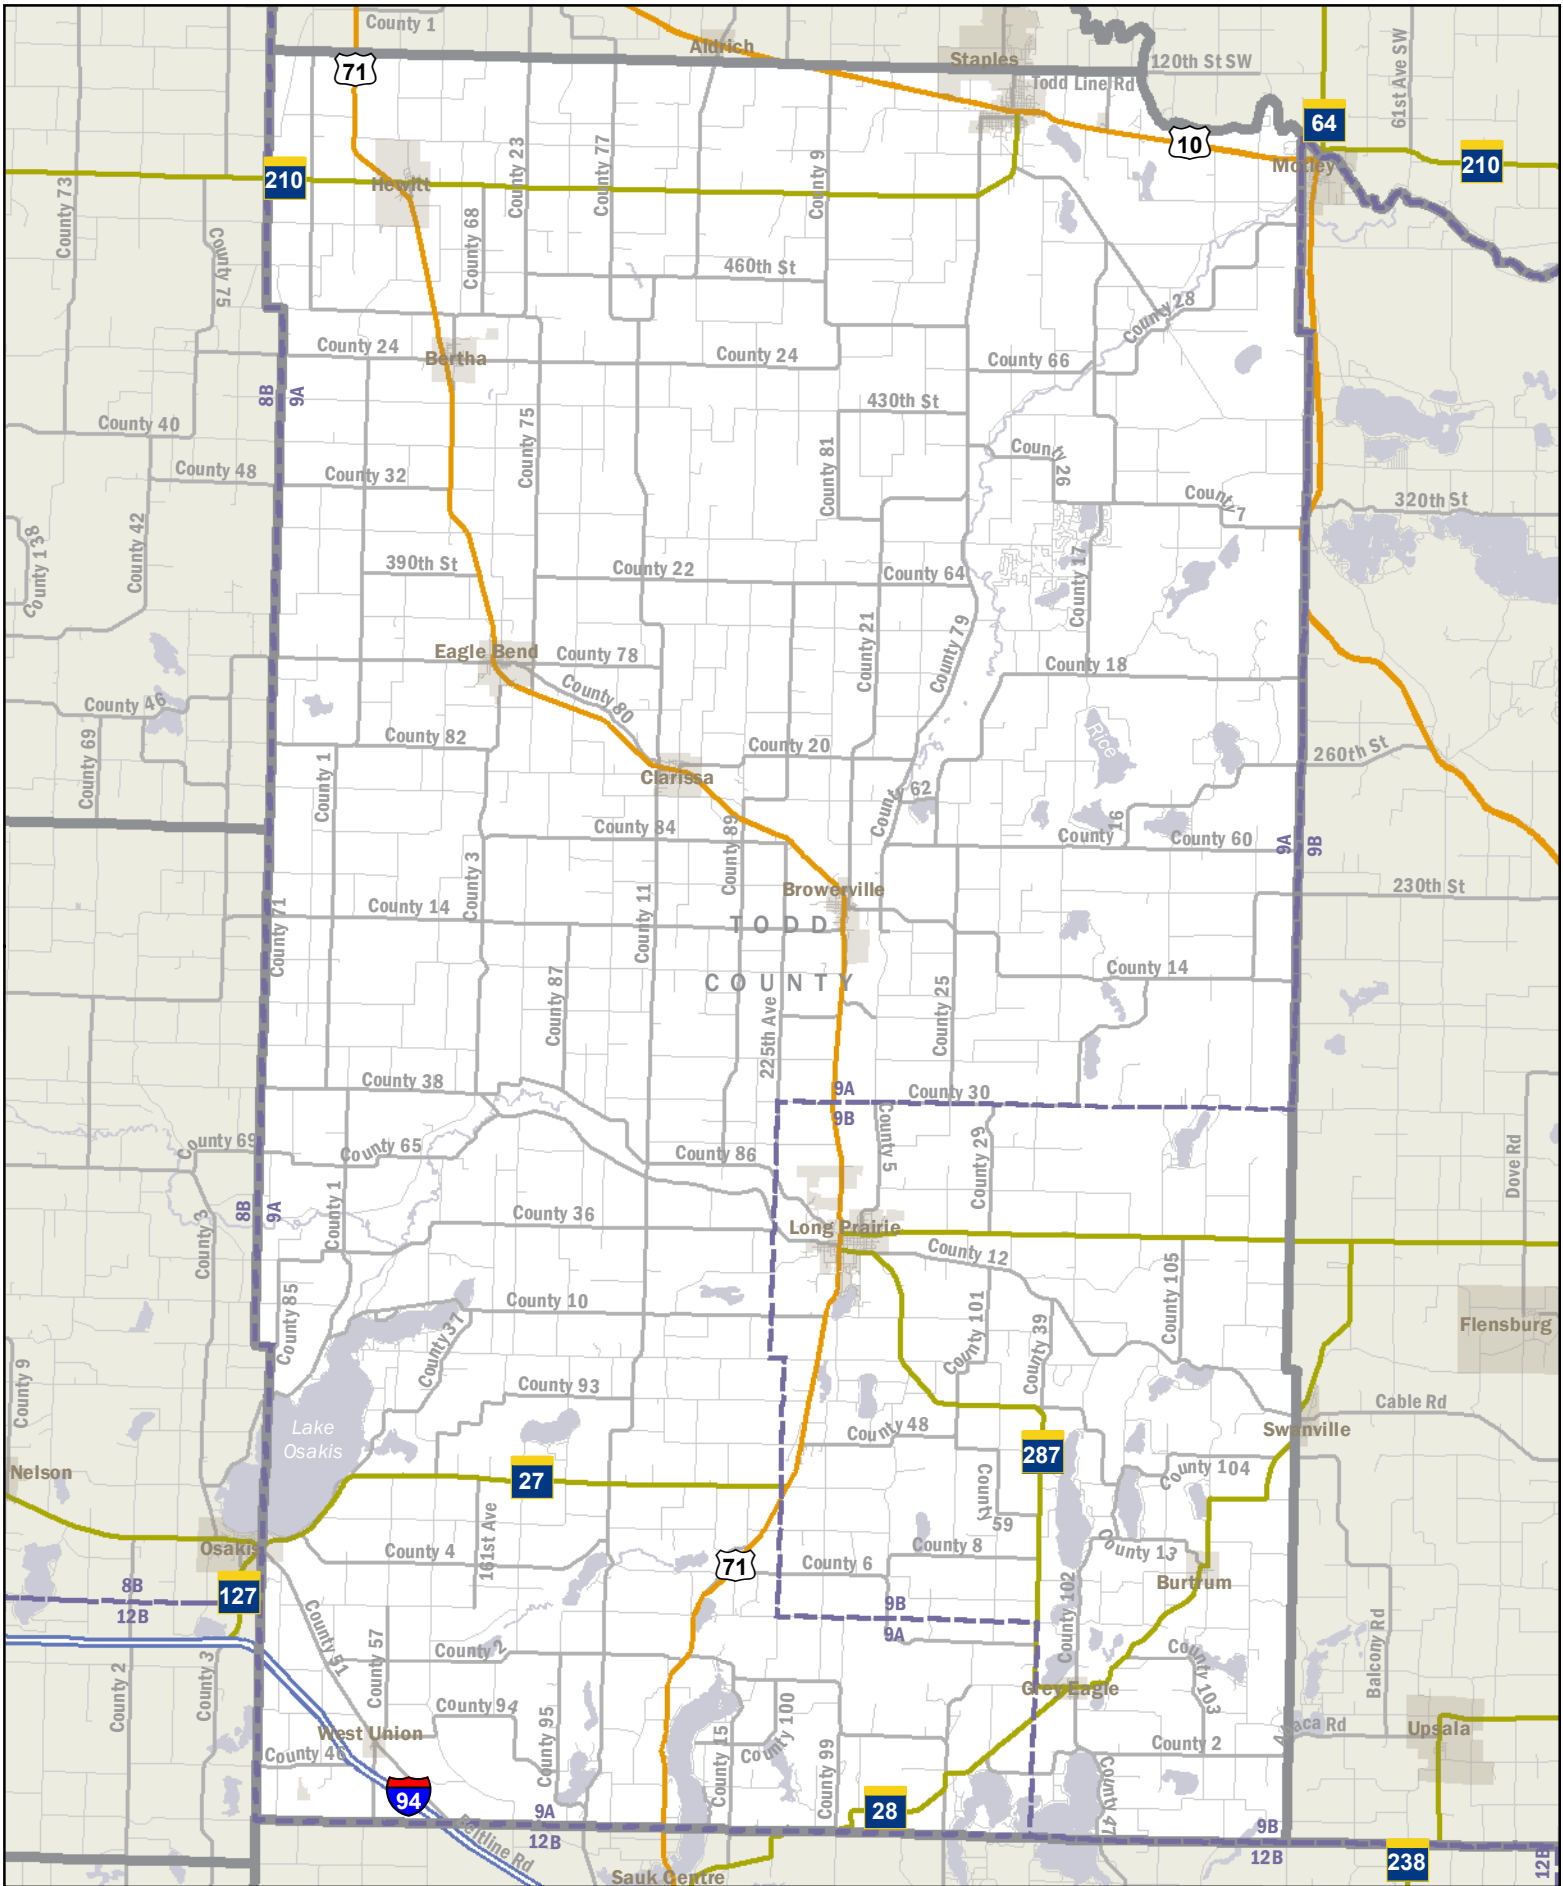 County 1
Aldrich
Staples
71
120th St SW
Todd Line Rd
61st Ave SW
64
10
210
Motley
210
Hewitt
County 73
County 75
County 23
County 77
County 9
County 68
460th St
County 28
County 24
Bertha
County 24
County 66
8B
9A
430th St
County 40
County 48
County 32
County 75
County 81
County 26
County 7
320th St
County 138
County 42
390th St
County 22
County 64
County 17
County 21
County 79
Eagle Bend
County 78
County 18
County 46
County 80
County 69
County 82
County 20
Rice
260th St
Clarissa
County 1
County 62
County 84
County 89
County 16
County 60
9A
9B
County 3
Browerville
230th St
County 71
County 14
County 11
TODD
COUNTY
County 14
County 87
225th Ave
County 25
County 38
9A
9B
County 30
County 69
County 65
County 86
County 5
County 29
Dove Rd
8B
9A
County 3
County 1
County 36
Long Prairie
County 12
County 105
County 85
County 37
County 10
County 101
County 39
Flensburg
County 9
County 93
Lake
Osakis
County 48
Cable Rd
Swanville
Nelson
27
287
County 104
County 59
161st Ave
Osakis
County 4
71
County 6
County 8
County 13
Burtrum
8B
12B
127
9B
9A
County 102
County 51
County 57
County 2
County 2
County 3
County 103
Balcony Rd
Grey Eagle
County 94
County 95
West Union
County 46
County 15
County 100
County 99
County 2
Upsala
94
28
County 47
9A
12B
Beltline Rd
9B
12B
238
12B
Sauk Centre